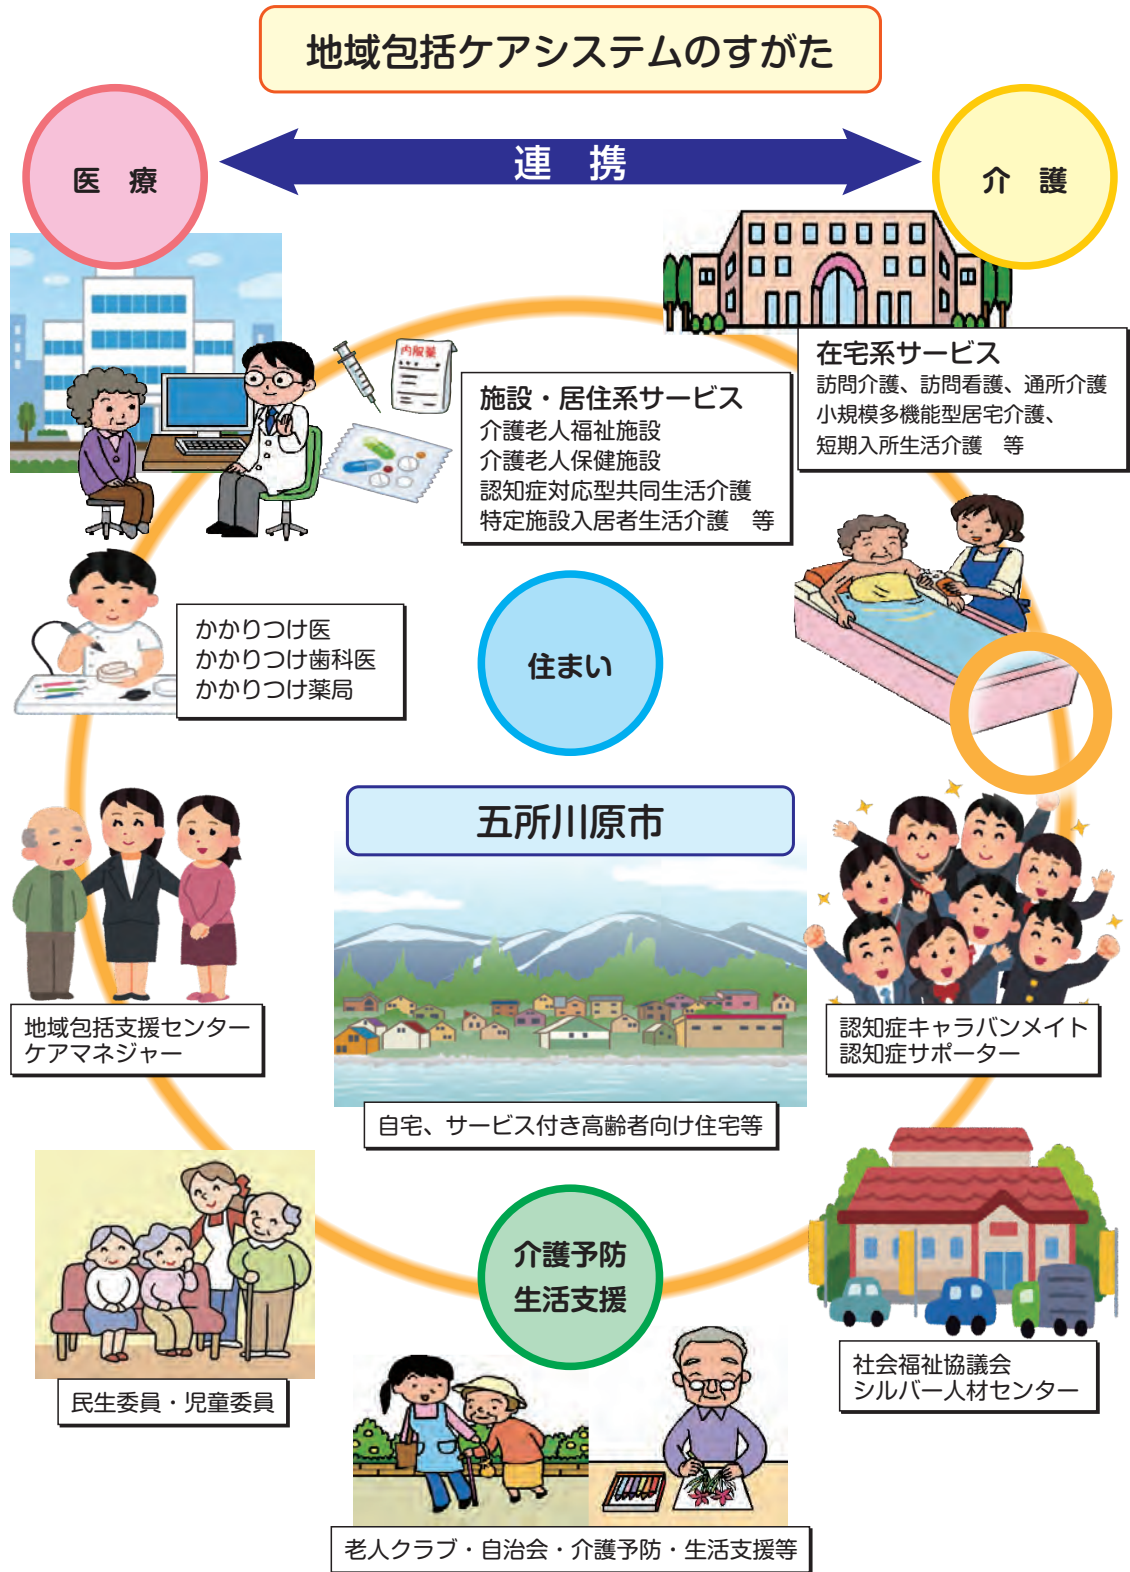 地域包括ケアシステムのすがた
医 療
連 携
介 護
内服薬
在宅系サービス
訪問介護、訪問看護、通所介護
小規模多機能型居宅介護、
短期入所生活介護 等
施設・居住系サービス
介護老人福祉施設
介護老人保健施設
認知症対応型共同生活介護
特定施設入居者生活介護 等
かかりつけ医
かかりつけ歯科医
かかりつけ薬局
住まい
五所川原市
地域包括支援センター
ケアマネジャー
認知症キャラバンメイト
認知症サポーター
自宅、サービス付き高齢者向け住宅等
介護予防
生活支援
民生委員・児童委員
社会福祉協議会
シルバー人材センター
老人クラブ・自治会・介護予防・生活支援等